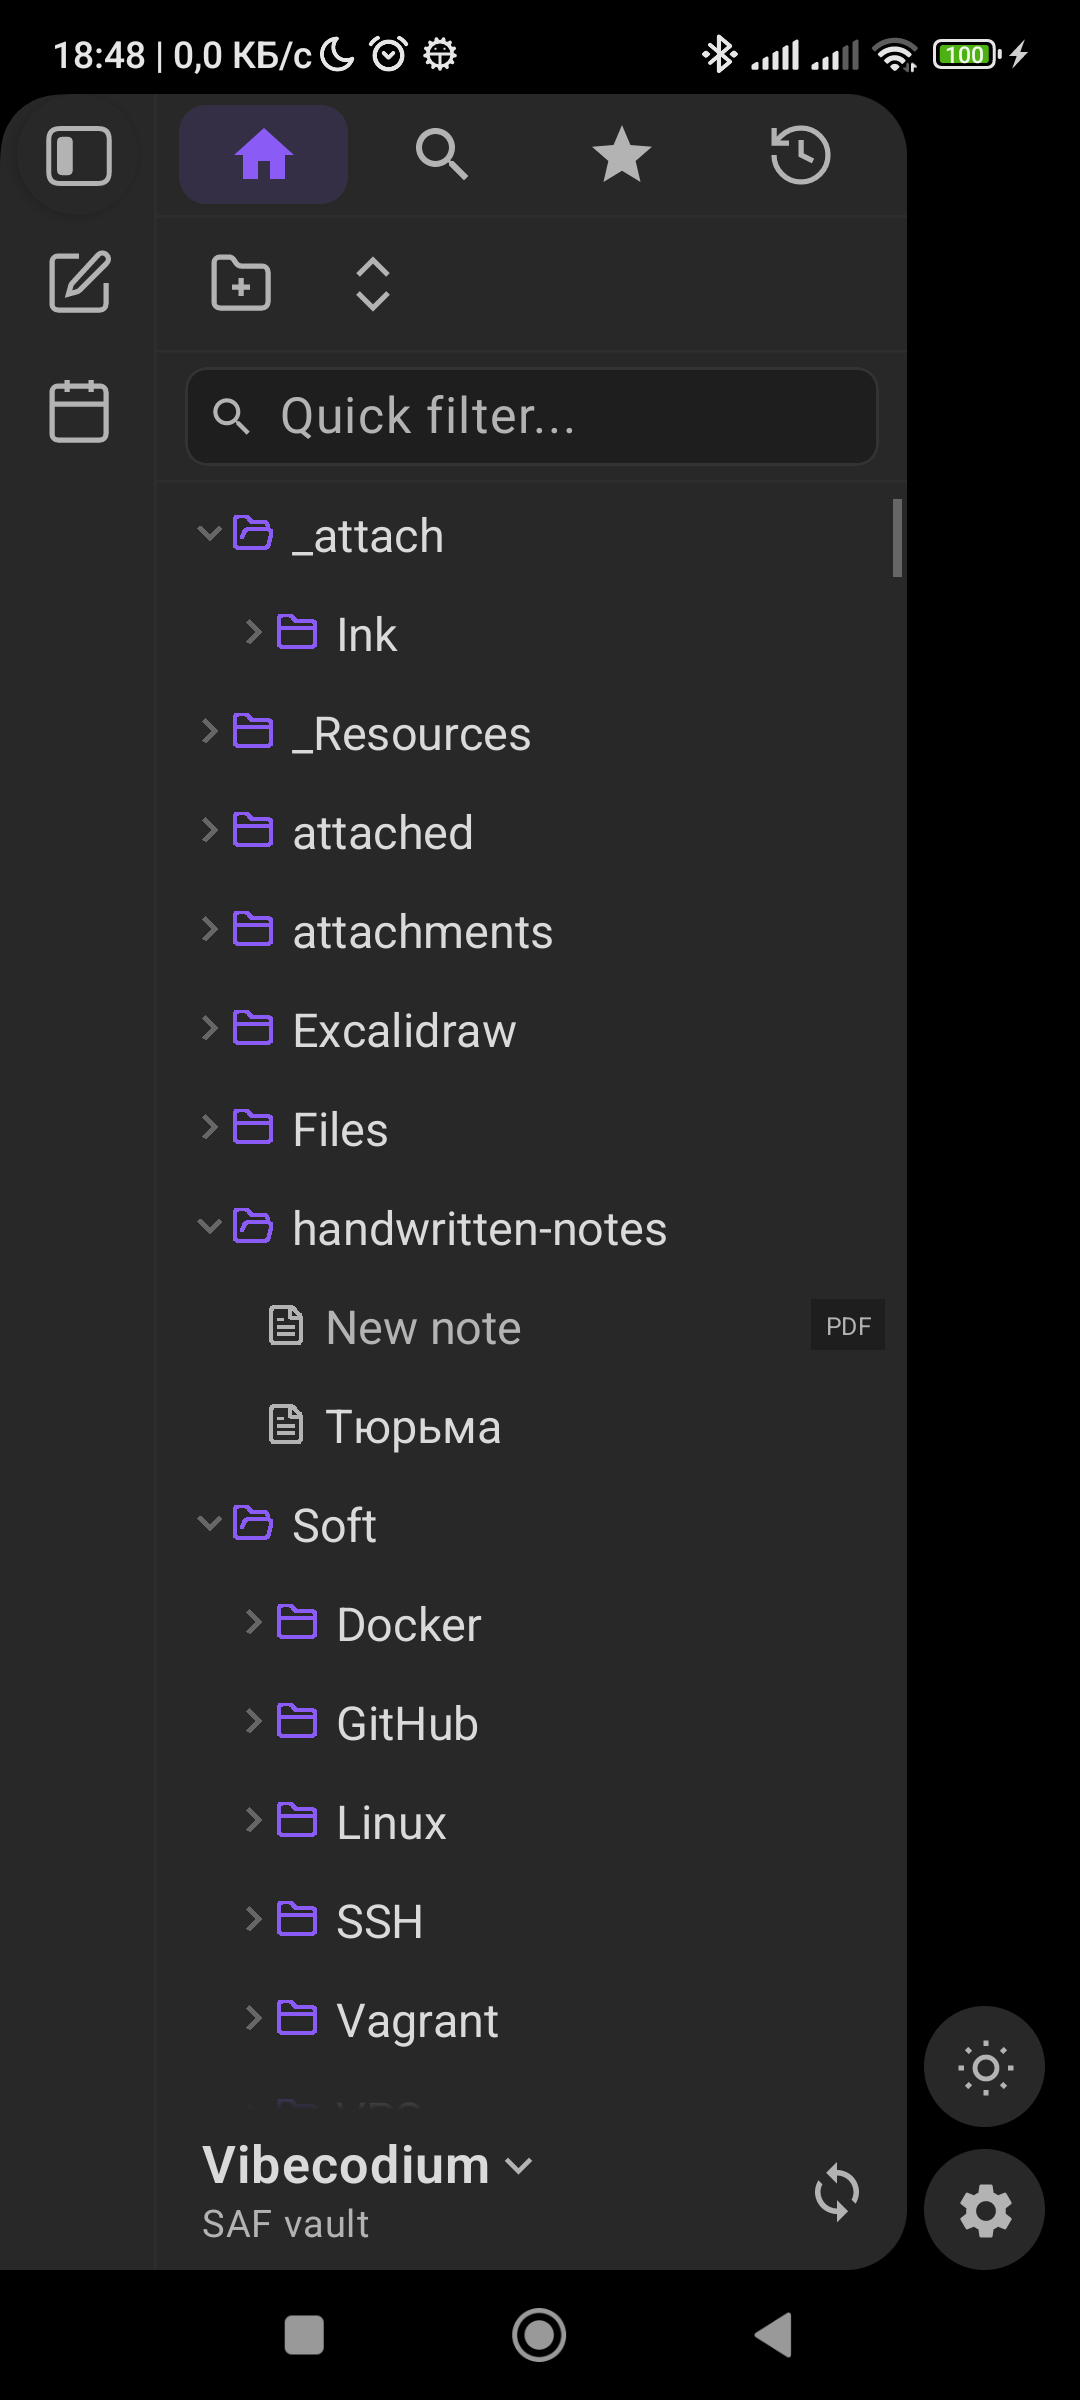 18:48 | 0,0 КБ/с
100
Quick filter...
_attach
Ink
_Resources
attached
attachments
Excalidraw
Files
handwritten-notes
New note PDF
Тюрьма
Soft
Docker
GitHub
Linux
SSH
Vagrant
Vibecodium
SAF vault